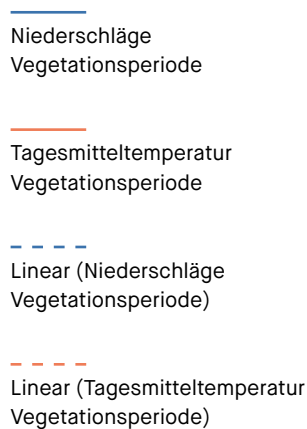 Niederschläge
Vegetationsperiode
Tagesmitteltemperatur
Vegetationsperiode
Linear (Niederschläge
Vegetationsperiode)
Linear (Tagesmitteltemperatur
Vegetationsperiode)